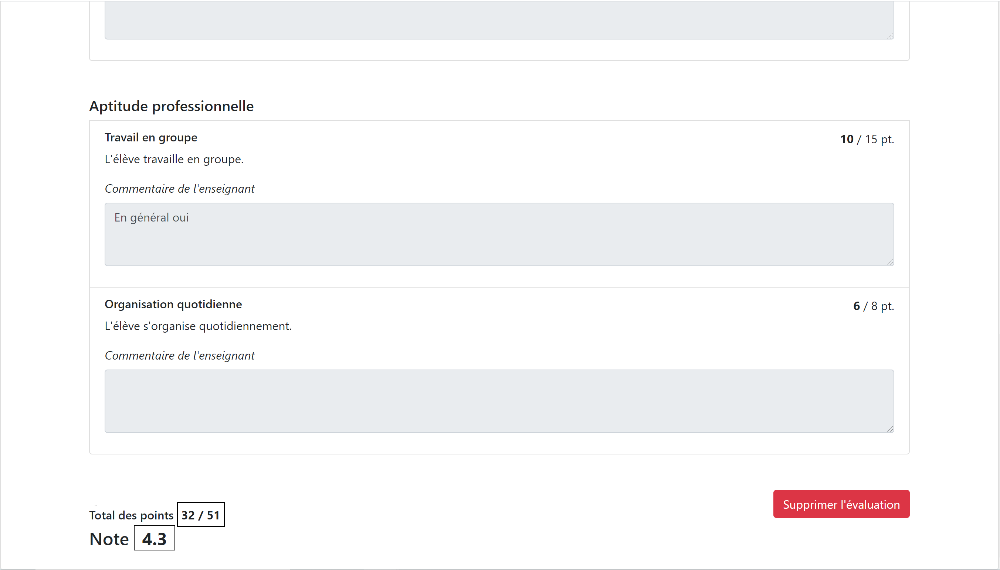 Aptitude professionnelle
Travail en groupe
10 / 15 pt.
L'élève travaille en groupe.
Commentaire de l'enseignant
En général oui
Organisation quotidienne
6 / 8 pt.
L'élève s'organise quotidiennement.
Commentaire de l'enseignant
Supprimer l'évaluation
Total des points 32 / 51
Note 4.3